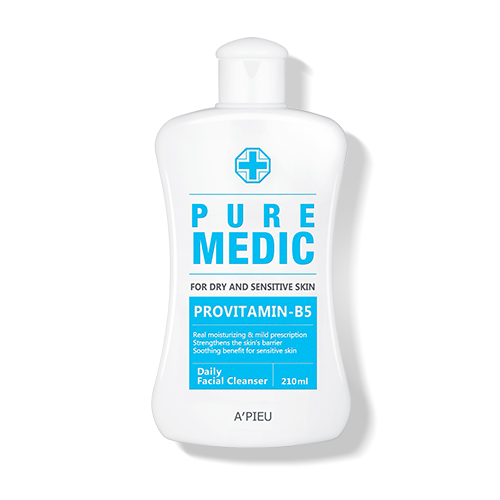 PURE
MEDIC
FOR DRY AND SENSITIVE SKIN
PROVITAMIN-B5
Real moisturizing & mild prescription
Strengthens the skin's barrier
Soothing benefit for sensitive skin
Daily
Facial Cleanser 210ml
A'PIEU